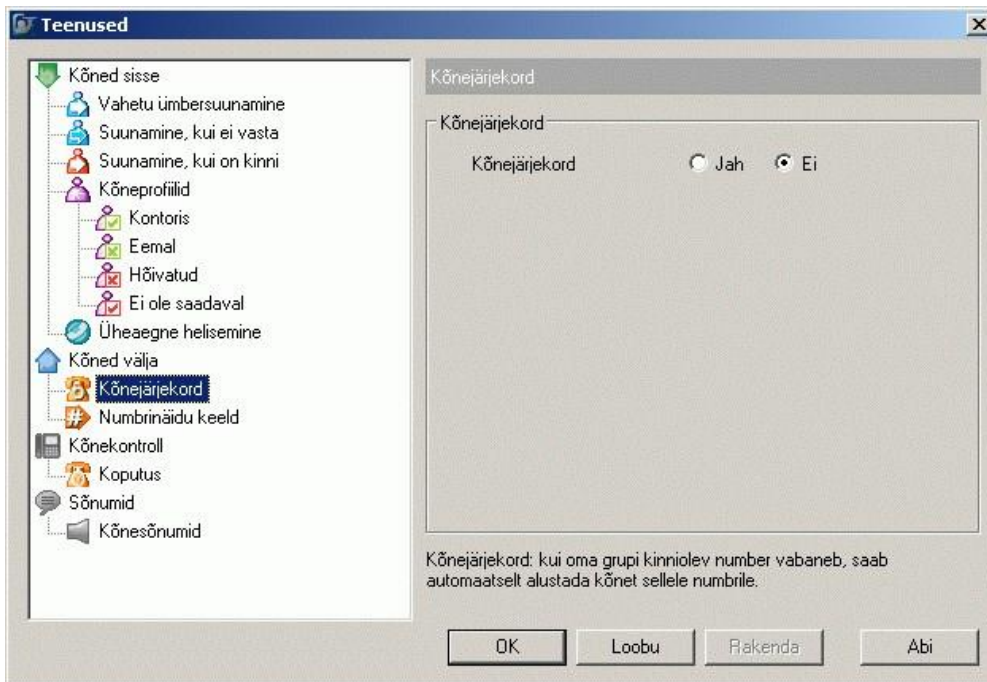 Teenused
Kõned sisse
Vahetu ümbersuunamine
Suunamine, kui ei vasta
Suunamine, kui on kinni
Kõneprofiilid
Kontoris
Eemal
Hõivatud
Ei ole saadaval
Üheaegne helisemine
Kõned välja
Kõnejärjekord
Numbrinäidu keeld
Kõnekontroll
Koputus
Sõnumid
Kõnesõnumid
Kõnejärjekord
Kõnejärjekord
Kõnejärjekord Jah Ei
Kõnejärjekord: kui oma grupi kinniolev number vabaneb, saab
automaatselt alustada kõnet sellele numbrile.
OK Loobu Rakenda Abi